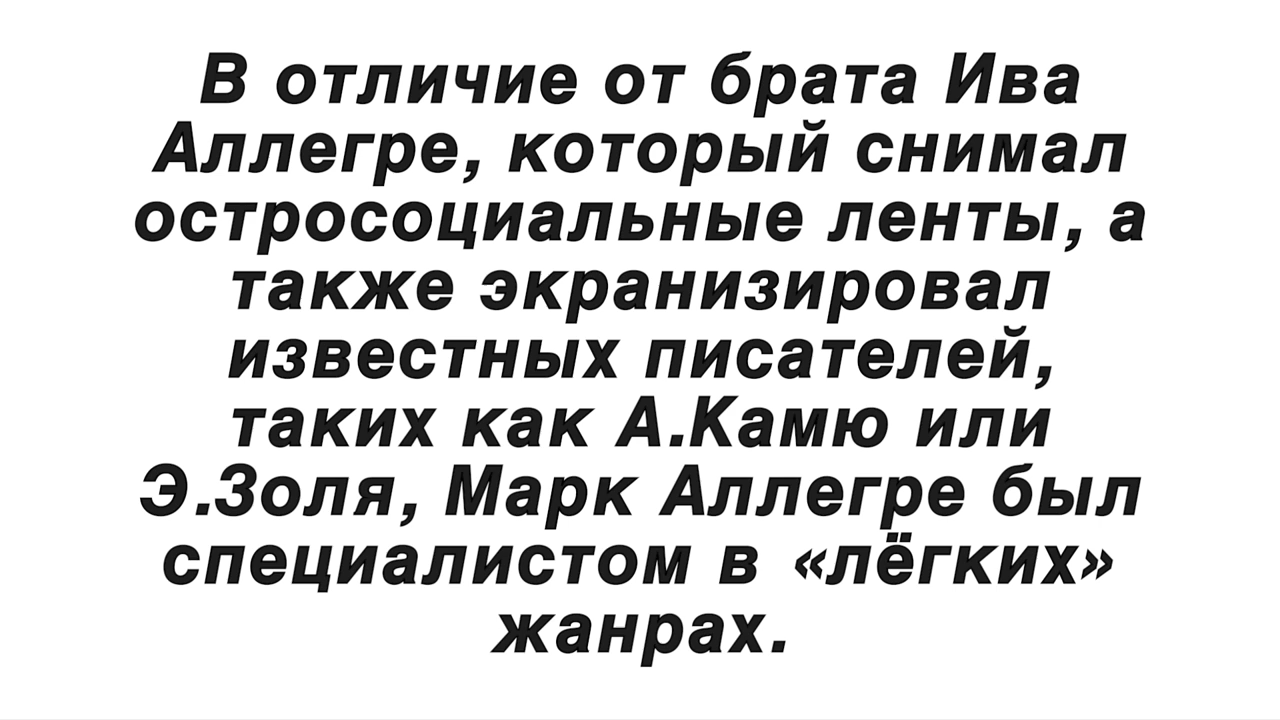 В отличие от брата Ива
Аллегре, который снимал
остросоциальные ленты, а
также экранизировал
известных писателей,
таких как А.Камю или
Э.Золя, Марк Аллегре был
специалистом в «лёгких»
жанрах.